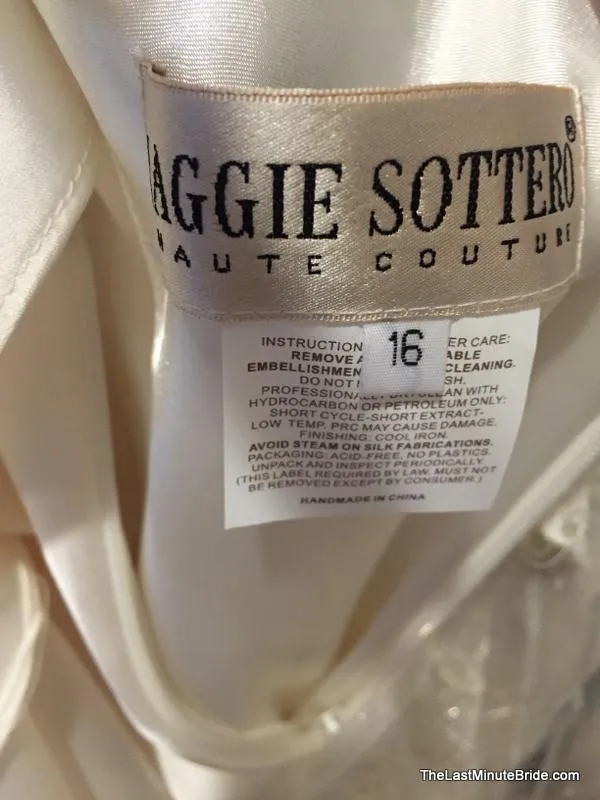 AGGIE SOTTERO®
HAUTE COUTURE
16
INSTRUCTION ER CARE:
REMOVE A ABLE
EMBELLISHMEN CLEANING.
DO NOT SH.
PROFESSIONALLY DRYCLEAN WITH
HYDROCARBON OR PETROLEUM ONLY:
SHORT CYCLE-SHORT EXTRACT-
LOW TEMP. PRC MAY CAUSE DAMAGE.
FINISHING: COOL IRON.
AVOID STEAM ON SILK FABRICATIONS.
PACKAGING: ACID-FREE, NO PLASTICS.
UNPACK AND INSPECT PERIODICALLY.
(THIS LABEL REQUIRED BY LAW. MUST NOT
BE REMOVED EXCEPT BY CONSUMER.)
HANDMADE IN CHINA
TheLastMinuteBride.com